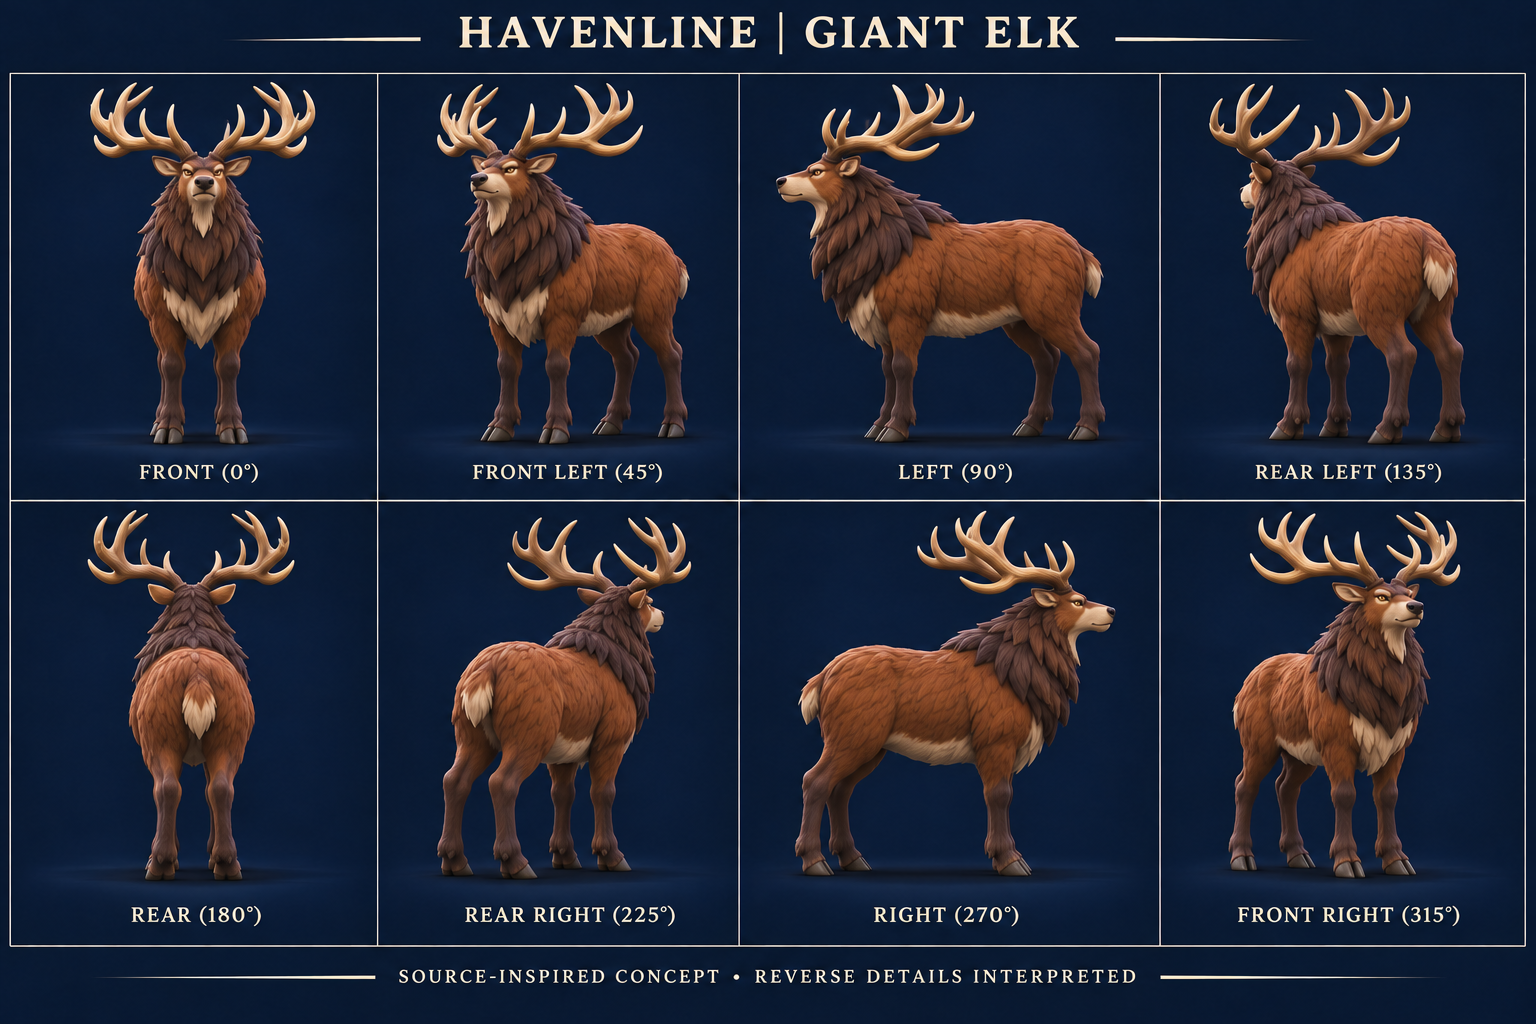 HAVENLINE | GIANT ELK
FRONT (0°)
FRONT LEFT (45°)
LEFT (90°)
REAR LEFT (135°)
REAR (180°)
REAR RIGHT (225°)
RIGHT (270°)
FRONT RIGHT (315°)
SOURCE-INSPIRED CONCEPT • REVERSE DETAILS INTERPRETED